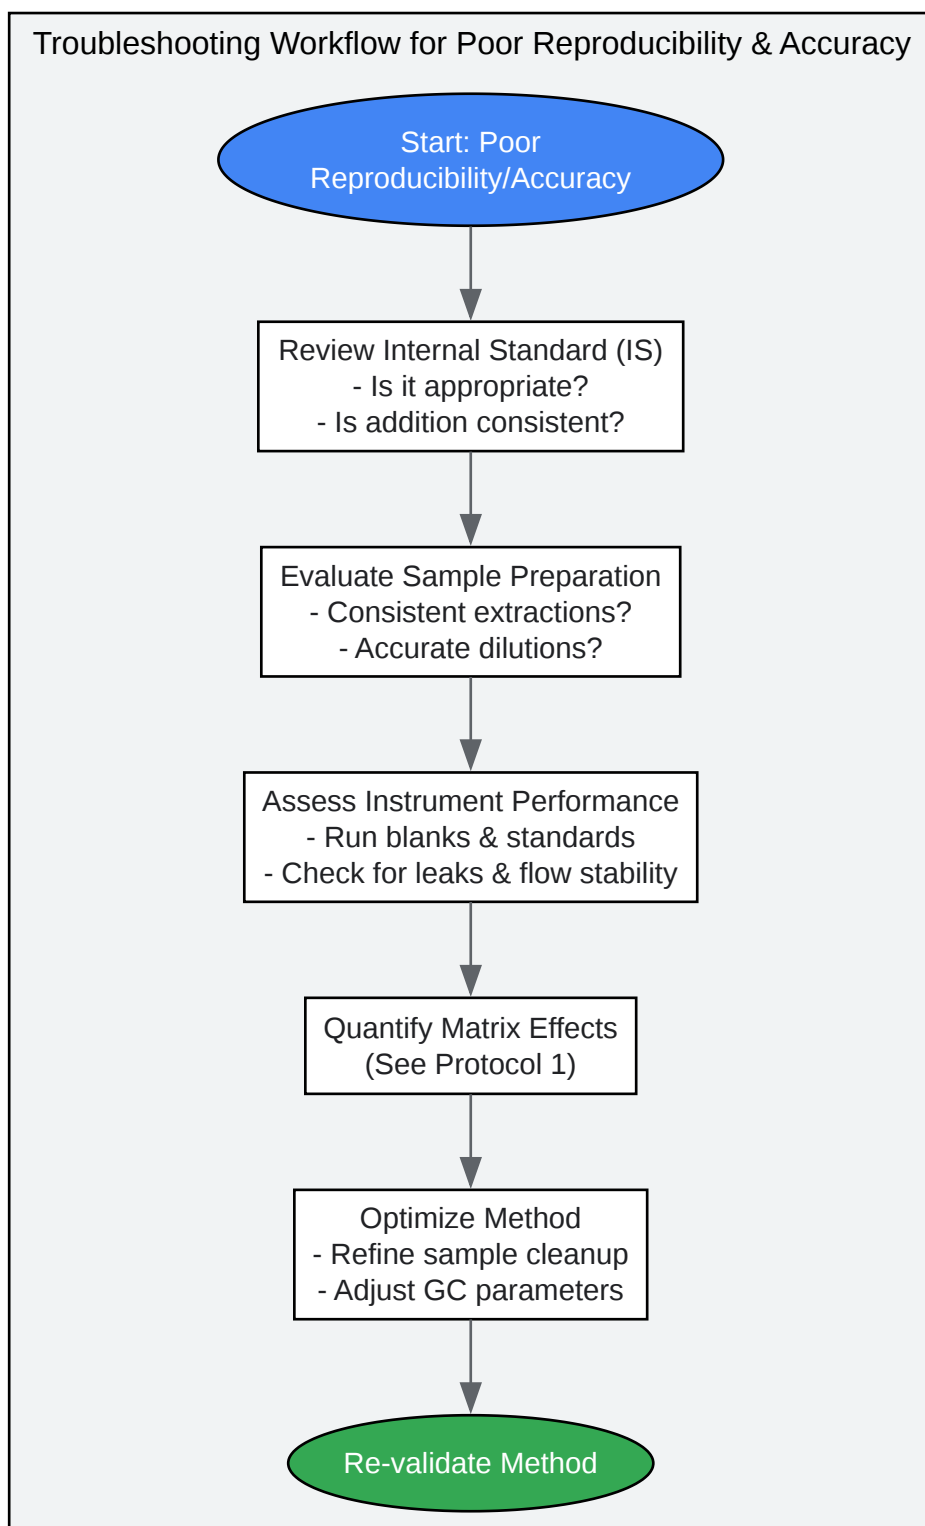 Troubleshooting Workflow for Poor Reproducibility & Accuracy
Start: Poor
Reproducibility/Accuracy
Review Internal Standard (IS)
- Is it appropriate?
- Is addition consistent?
Evaluate Sample Preparation
- Consistent extractions?
- Accurate dilutions?
Assess Instrument Performance
- Run blanks & standards
- Check for leaks & flow stability
Quantify Matrix Effects
(See Protocol 1)
Optimize Method
- Refine sample cleanup
- Adjust GC parameters
Re-validate Method